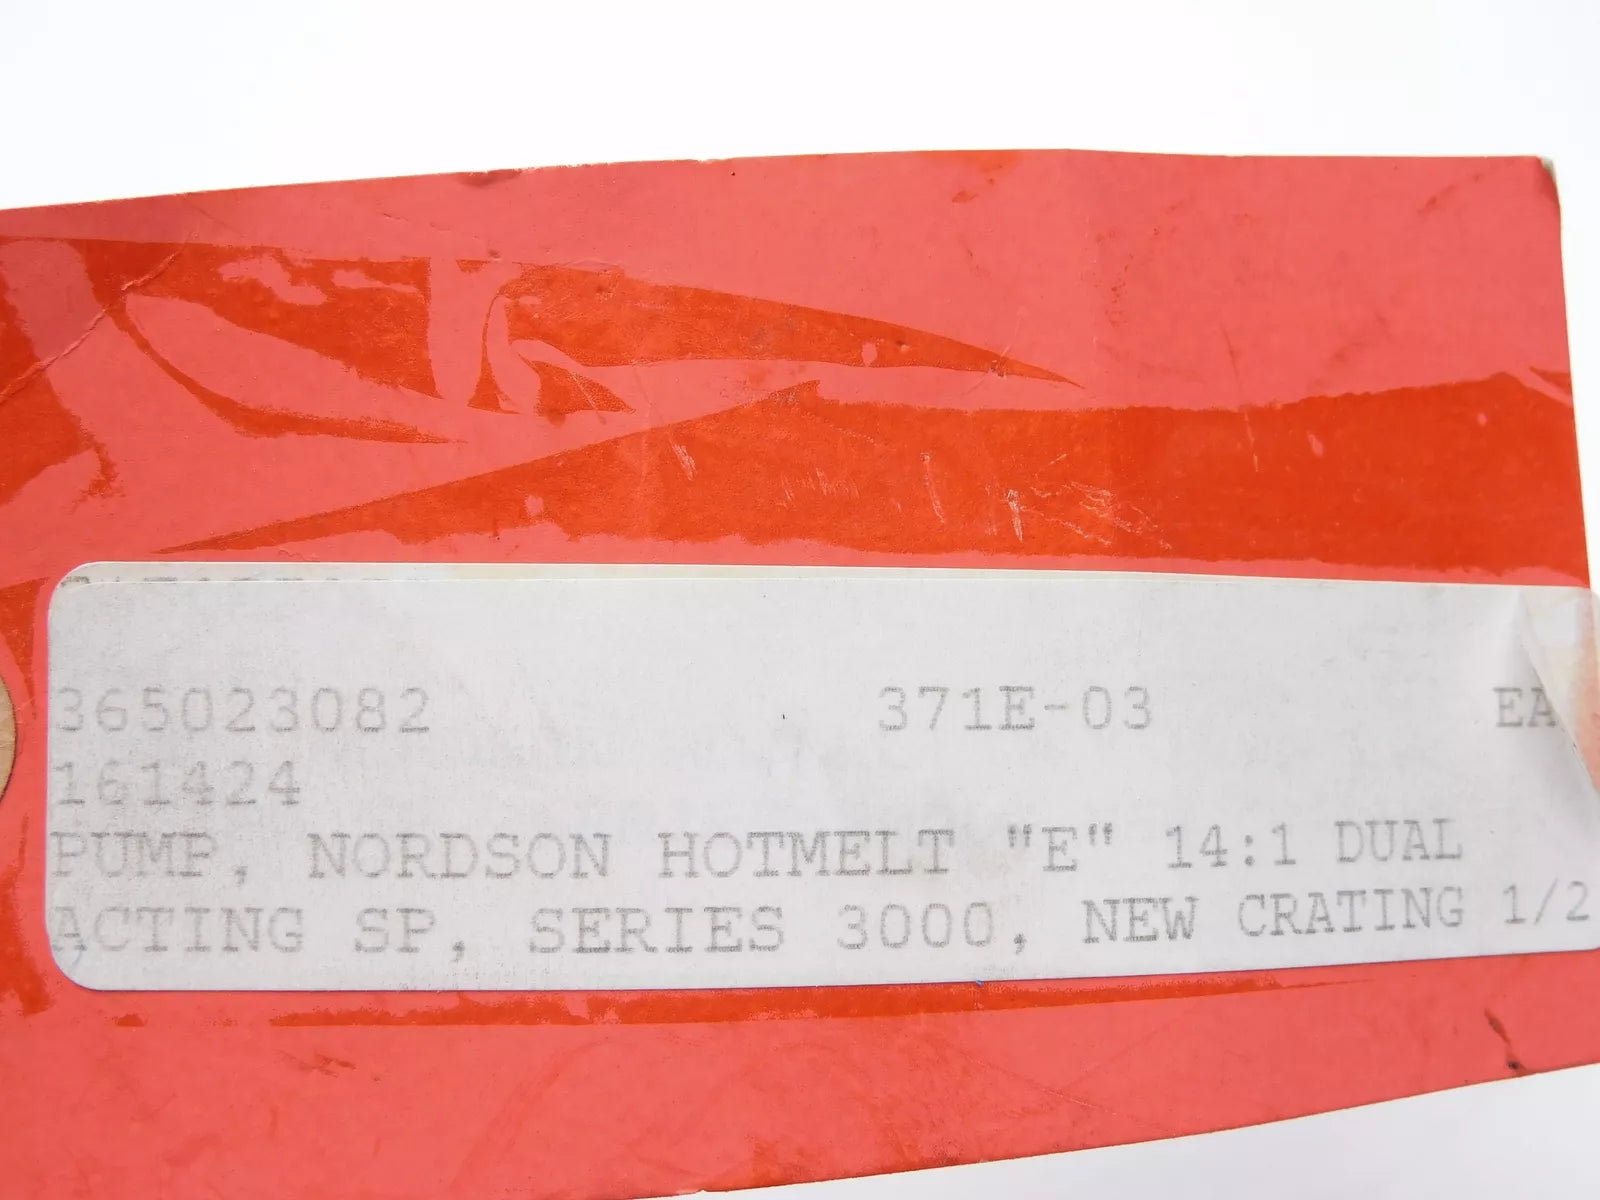 365023082 371E-03 EA
161424
PUMP, NORDSON HOTMELT "E" 14:1 DUAL
ACTING SP, SERIES 3000, NEW CRATING 1/2